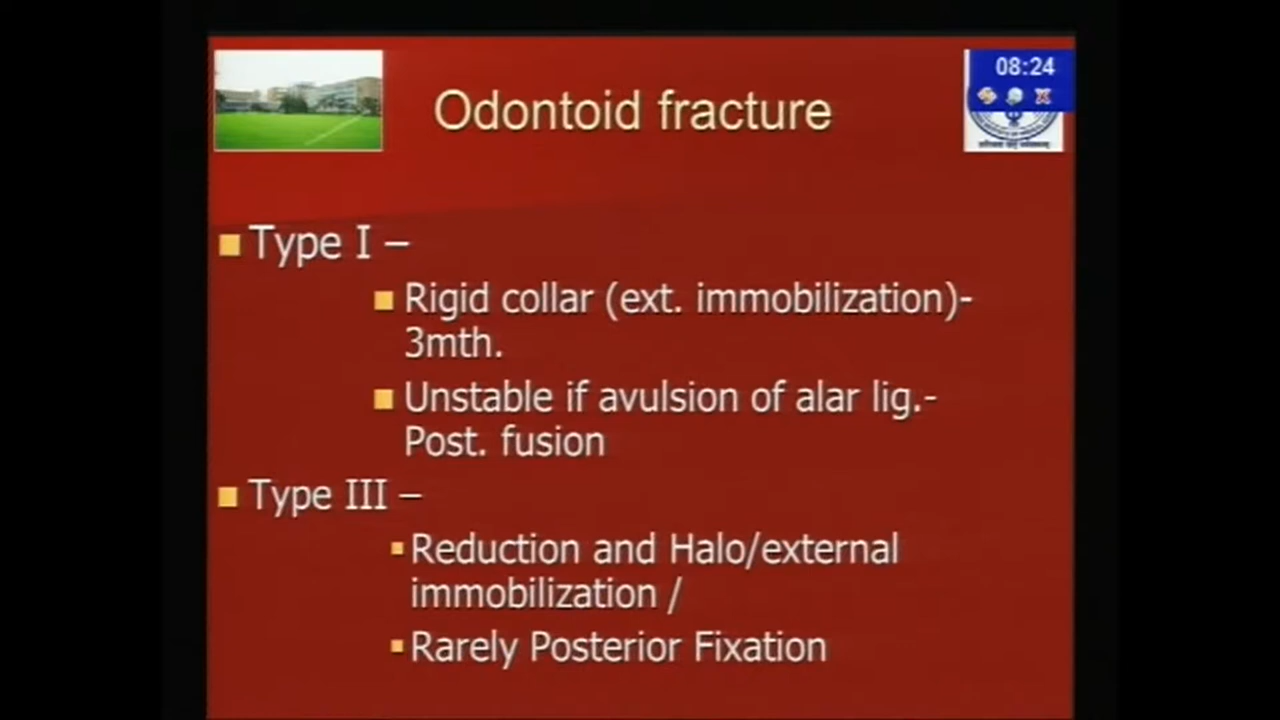 08:24
Odontoid fracture
Type I –
Rigid collar (ext. immobilization)-
3mth.
Unstable if avulsion of alar lig.-
Post. fusion
Type III –
Reduction and Halo/external
immobilization /
Rarely Posterior Fixation